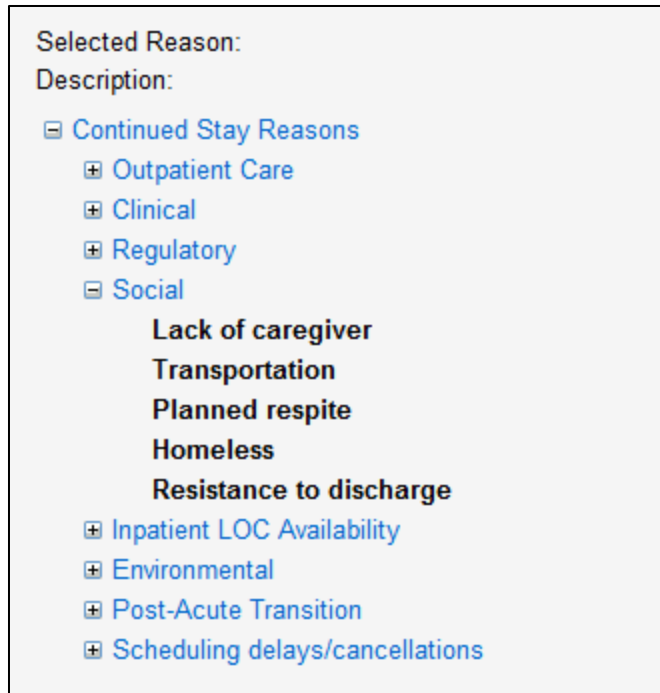 Selected Reason:
Description:
Continued Stay Reasons
Outpatient Care
Clinical
Regulatory
Social
Lack of caregiver
Transportation
Planned respite
Homeless
Resistance to discharge
Inpatient LOC Availability
Environmental
Post-Acute Transition
Scheduling delays/cancellations